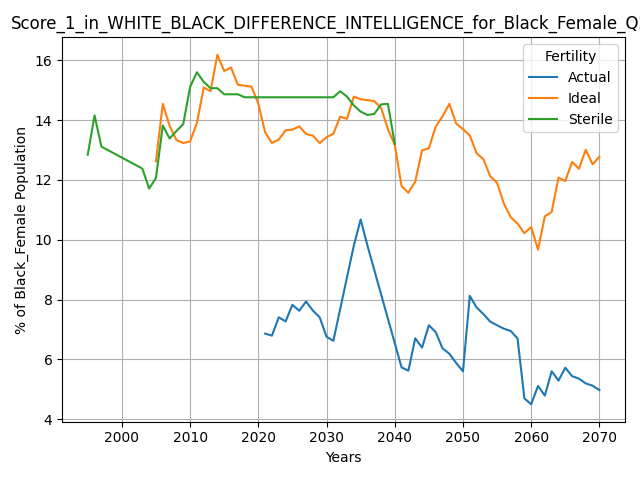 Score_1_in_WHITE_BLACK_DIFFERENCE_INTELLIGENCE_for_Black_Female_Q
Fertility
Actual
Ideal
Sterile
% of Black_Female Population
16
14
12
10
8
6
4
2000 2010 2020 2030 2040 2050 2060 2070
Years